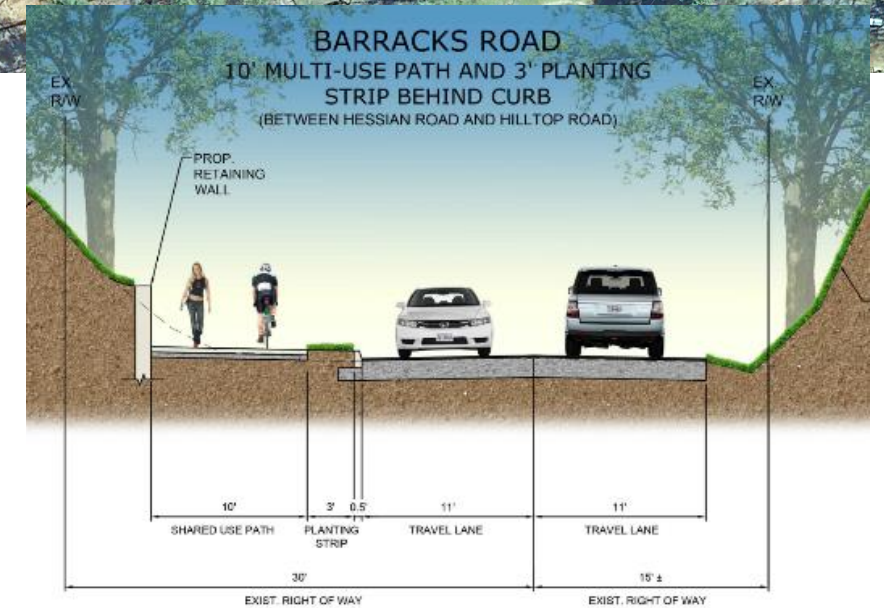 BARRACKS ROAD
10' MULTI-USE PATH AND 3' PLANTING
STRIP BEHIND CURB
(BETWEEN HESSIAN ROAD AND HILLTOP ROAD)
EX.
R/W
EX.
R/W
PROP.
RETAINING
WALL
10'
3'
0.5'
11'
11'
SHARED USE PATH
PLANTING
STRIP
TRAVEL LANE
TRAVEL LANE
30'
15' ±
EXIST. RIGHT OF WAY
EXIST. RIGHT OF WAY